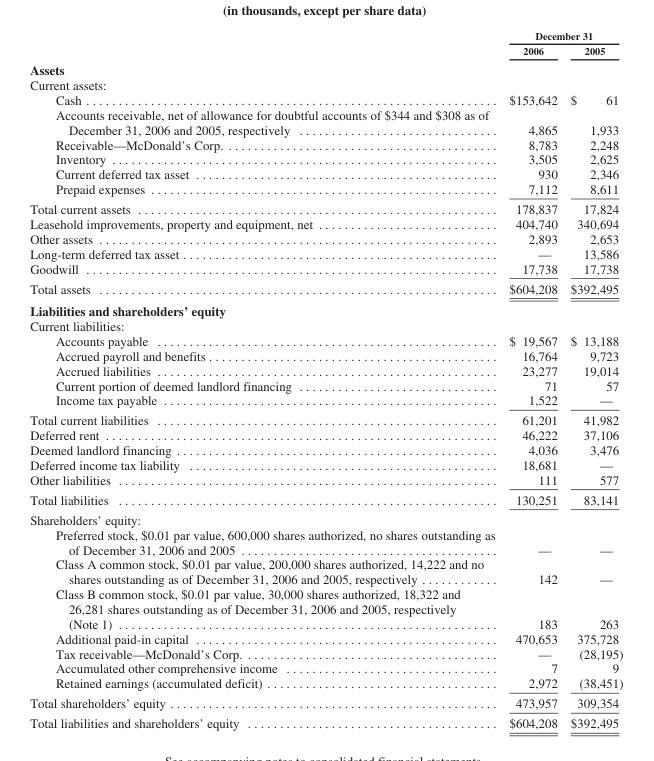 (in thousands, except per share data)
December 31
2006 2005
Assets
Current assets:
Cash $153,642 $ 61
Accounts receivable, net of allowance for doubtful accounts of $344 and $308 as of
December 31, 2006 and 2005, respectively 4,865 1,933
Receivable—McDonald's Corp. 8,783 2,248
Inventory 3,505 2,625
Current deferred tax asset 930 2,346
Prepaid expenses 7,112 8,611
Total current assets 178,837 17,824
Leasehold improvements, property and equipment, net 404,740 340,694
Other assets 2,893 2,653
Long-term deferred tax asset — 13,586
Goodwill 17,738 17,738
Total assets $604,208 $392,495
Liabilities and shareholders' equity
Current liabilities:
Accounts payable $ 19,567 $ 13,188
Accrued payroll and benefits 16,764 9,723
Accrued liabilities 23,277 19,014
Current portion of deemed landlord financing 71 57
Income tax payable 1,522 —
Total current liabilities 61,201 41,982
Deferred rent 46,222 37,106
Deemed landlord financing 4,036 3,476
Deferred income tax liability 18,681 —
Other liabilities 111 577
Total liabilities 130,251 83,141
Shareholders' equity:
Preferred stock, $0.01 par value, 600,000 shares authorized, no shares outstanding as
of December 31, 2006 and 2005 — —
Class A common stock, $0.01 par value, 200,000 shares authorized, 14,222 and no
shares outstanding as of December 31, 2006 and 2005, respectively 142 —
Class B common stock, $0.01 par value, 30,000 shares authorized, 18,322 and
26,281 shares outstanding as of December 31, 2006 and 2005, respectively
(Note 1) 183 263
Additional paid-in capital 470,653 375,728
Tax receivable—McDonald's Corp. — (28,195)
Accumulated other comprehensive income 7 9
Retained earnings (accumulated deficit) 2,972 (38,451)
Total shareholders' equity 473,957 309,354
Total liabilities and shareholders' equity $604,208 $392,495
See accompanying notes to consolidated financial statements